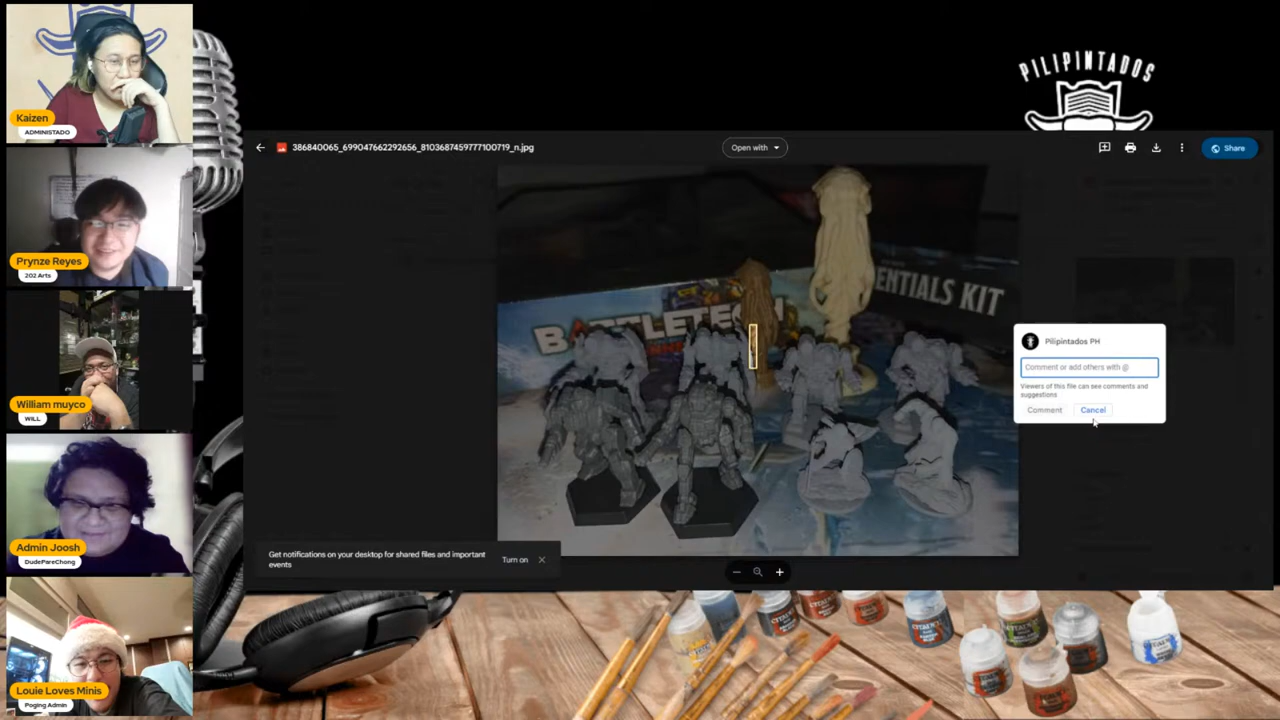 Kaizen
ADMINISTADO
Prynze Reyes
202 Arts
William muyco
WILL
Admin Joosh
DudePareChong
Louie Loves Minis
Poging Admin
PILIPINTADOS
386840065_699047662292656_8103687459777100719_n.jpg
Open with
Share
BATTLETECH
ENTIALS KIT
Pilipintados PH
Comment or add others with @
Viewers of this file can see comments and
suggestions
Comment
Cancel
Get notifications on your desktop for shared files and important
events
Turn on
CITADEL